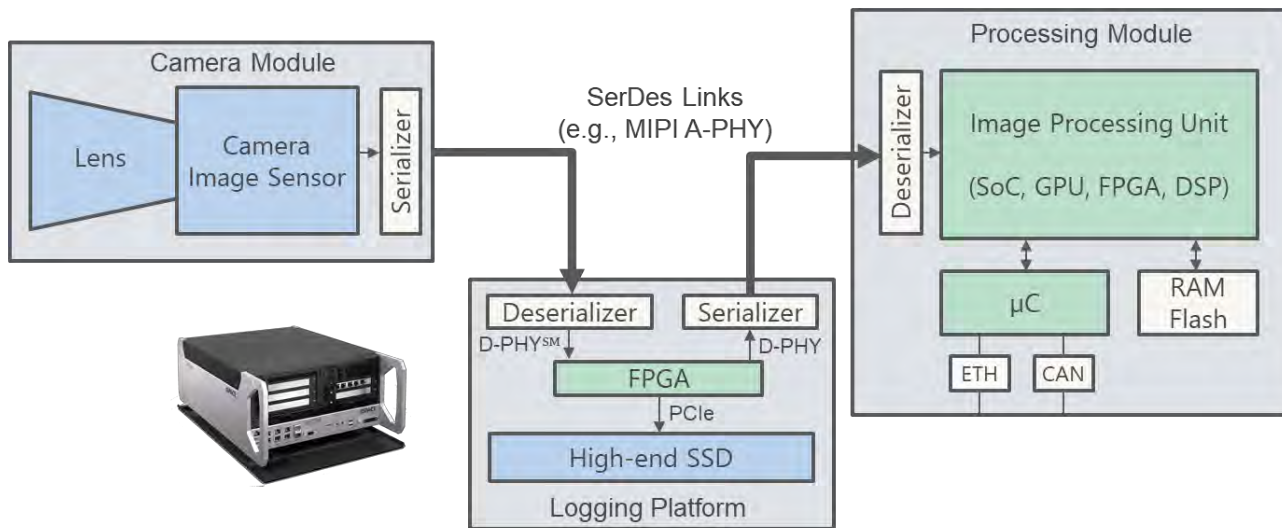 Camera Module
Lens
Camera
Image Sensor
Serializer
SerDes Links
(e.g., MIPI A-PHY)
Processing Module
Deserializer
Image Processing Unit
(SoC, GPU, FPGA, DSP)
µC
RAM
Flash
ETH
CAN
Deserializer
Serializer
D-PHY℠
D-PHY
FPGA
PCIe
High-end SSD
Logging Platform